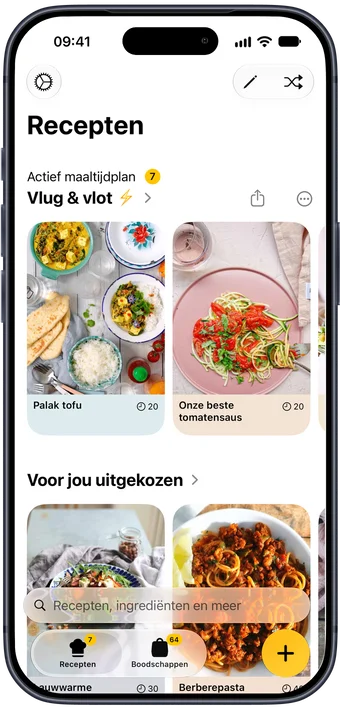 09:41
Recepten
Actief maaltijdplan 7
Vlug & vlot
Palak tofu 20
Onze beste 20
tomatensaus
Voor jou uitgekozen
Recepten, ingrediënten en meer
7
64
Recepten
Boodschappen
30
Berberepasta